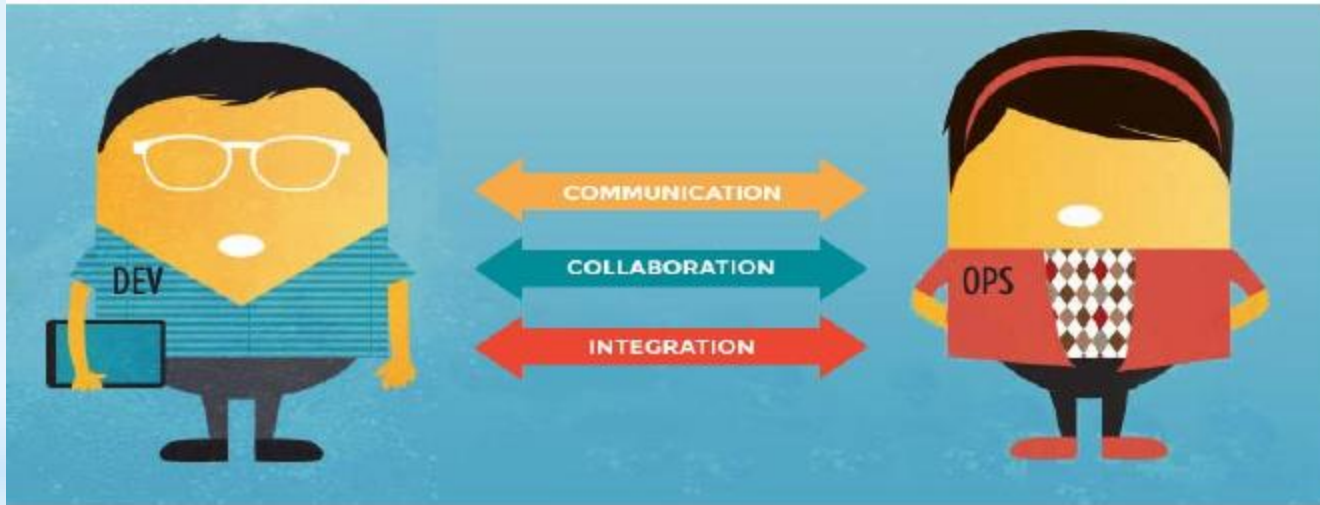 DEV
COMMUNICATION
COLLABORATION
INTEGRATION
OPS